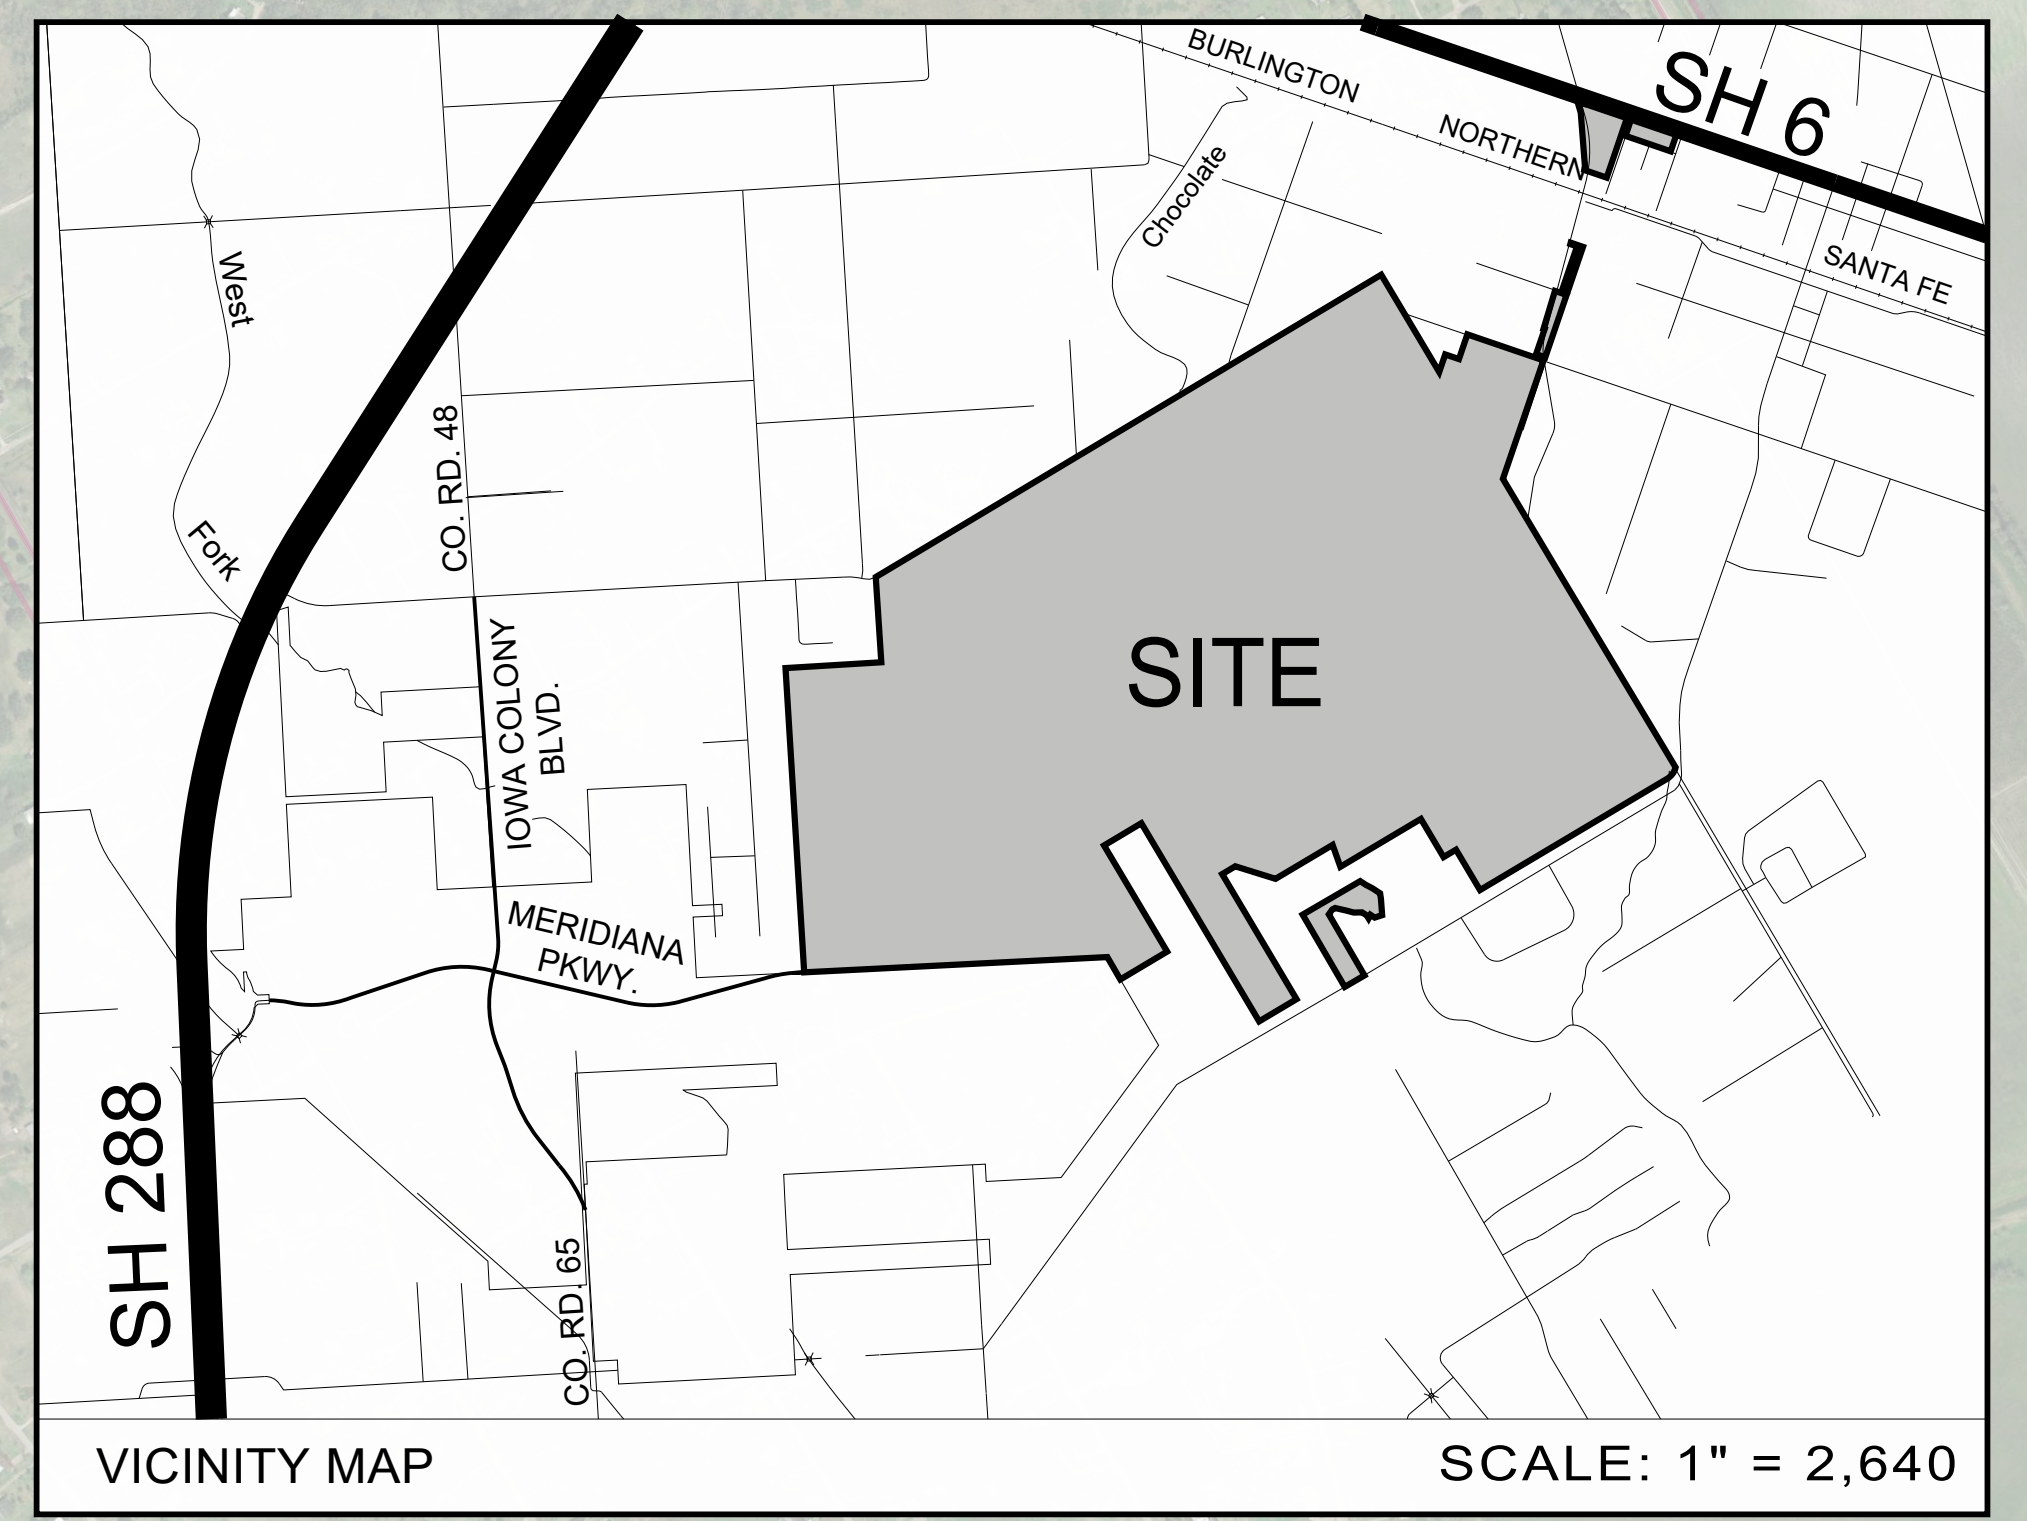 BURLINGTON
NORTHERN
SANTA FE
SH 6
Chocolate
West
Fork
CO. RD. 48
IOWA COLONY
BLVD.
SITE
MERIDIANA
PKWY.
SH 288
CO. RD. 65
VICINITY MAP
SCALE: 1" = 2,640